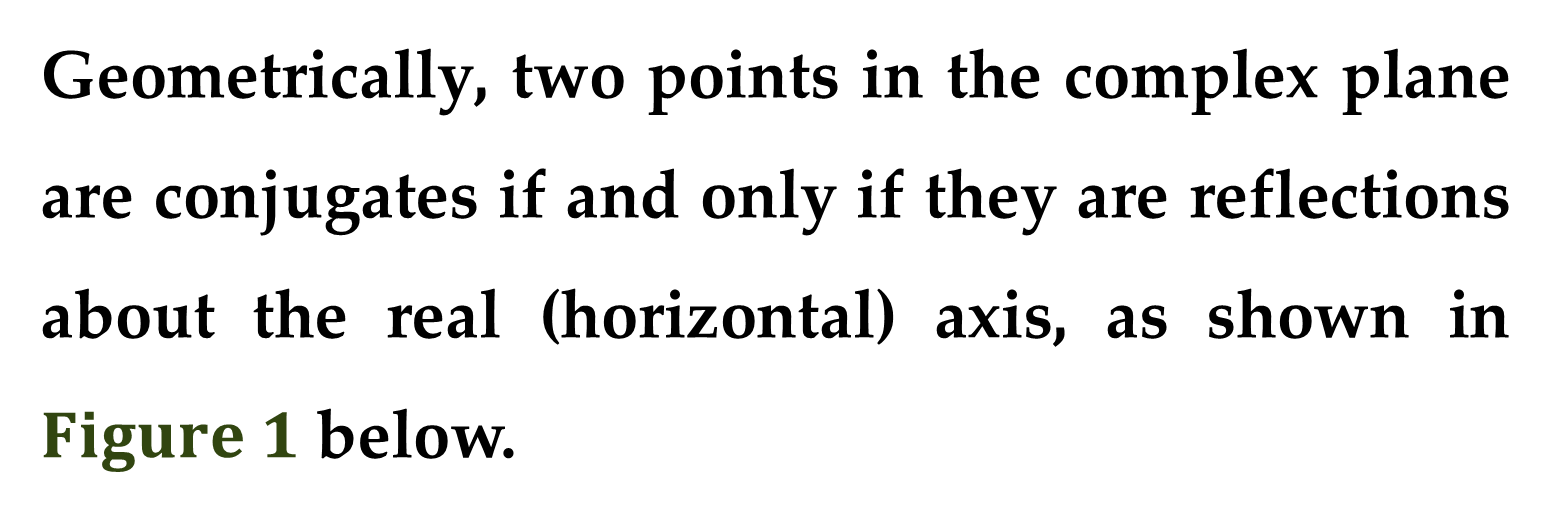 Geometrically, two points in the complex plane
are conjugates if and only if they are reflections
about the real (horizontal) axis, as shown in
Figure 1 below.